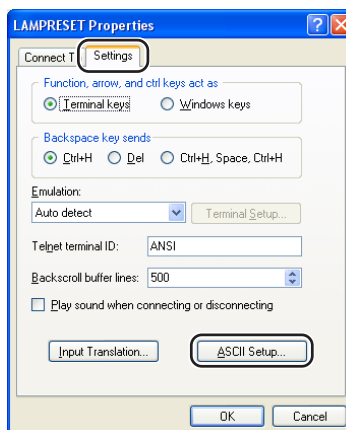 LAMPRESET Properties
Connect T Settings
Function, arrow, and ctrl keys act as
Terminal keys Windows keys
Backspace key sends
Ctrl+H Del Ctrl+H, Space, Ctrl+H
Emulation:
Auto detect Terminal Setup...
Telnet terminal ID: ANSI
Backscroll buffer lines: 500
Play sound when connecting or disconnecting
Input Translation... ASCII Setup...
OK Cancel